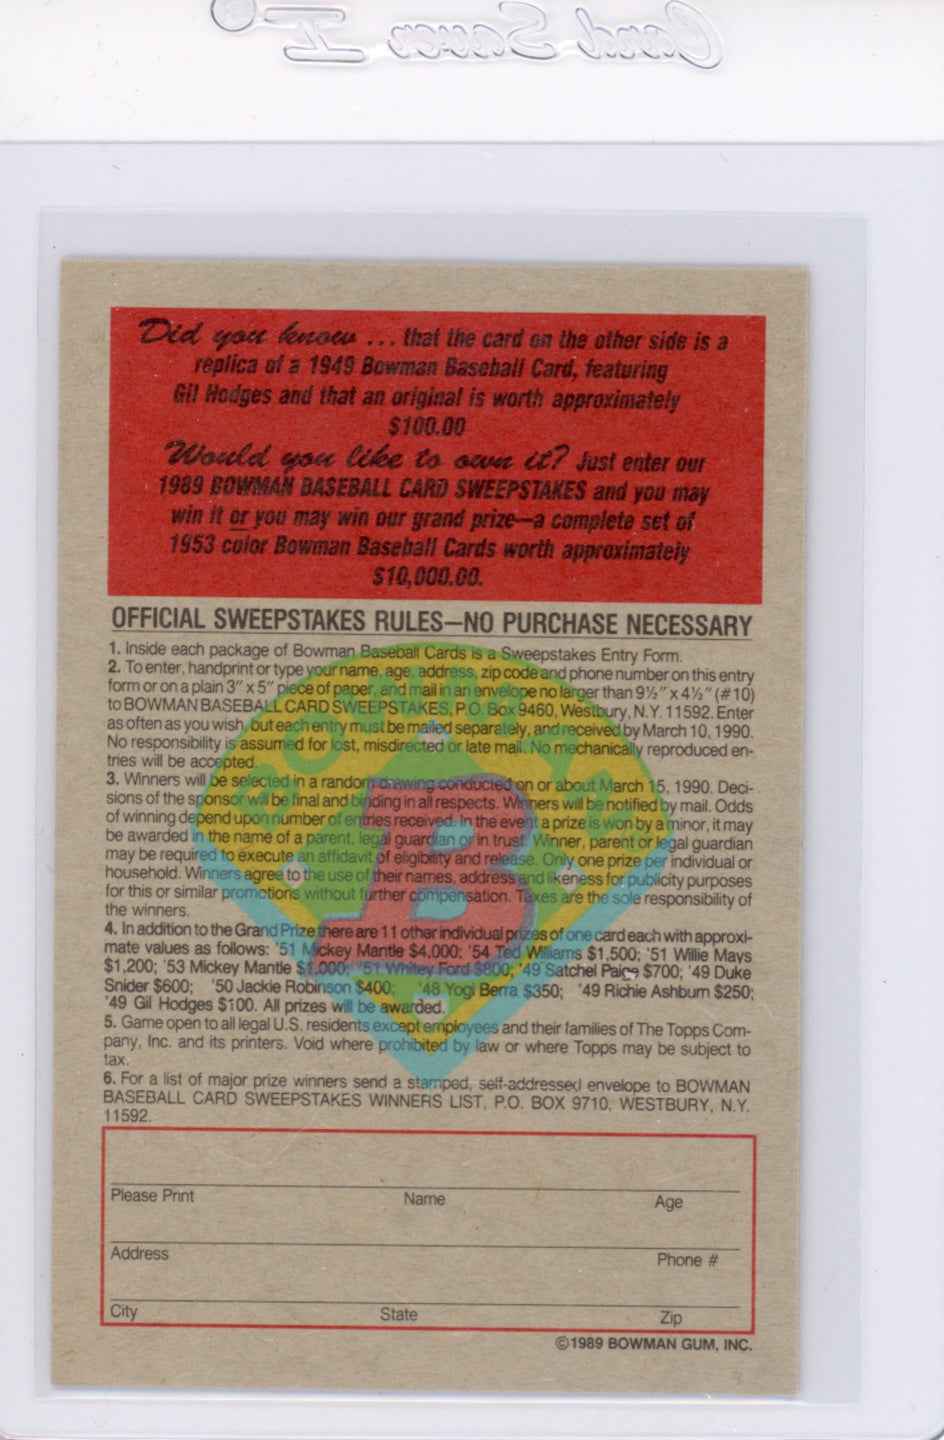 Card Saver II®
Did you know ... that the card on the other side is a
replica of a 1949 Bowman Baseball Card, featuring
Gil Hodges and that an original is worth approximately
$100.00
Would you like to own it? Just enter our
1989 BOWMAN BASEBALL CARD SWEEPSTAKES and you may
win it or you may win our grand prize—a complete set of
1953 color Bowman Baseball Cards worth approximately
$10,000.00.
OFFICIAL SWEEPSTAKES RULES—NO PURCHASE NECESSARY
1. Inside each package of Bowman Baseball Cards is a Sweepstakes Entry Form.
2. To enter, handprint or type your name, age, address, zip code and phone number on this entry
form or on a plain 3" x 5" piece of paper, and mail in an envelope no larger than 9½" x 4½" (#10)
to BOWMAN BASEBALL CARD SWEEPSTAKES, P.O. Box 9460, Westbury, N.Y. 11592. Enter
as often as you wish, but each entry must be mailed separately, and received by March 10, 1990.
No responsibility is assumed for lost, misdirected or late mail. No mechanically reproduced en-
tries will be accepted.
3. Winners will be selected in a random drawing conducted on or about March 15, 1990. Deci-
sions of the sponsor will be final and binding in all respects. Winners will be notified by mail. Odds
of winning depend upon number of entries received. In the event a prize is won by a minor, it may
be awarded in the name of a parent, legal guardian or in trust. Winner, parent or legal guardian
may be required to execute an affidavit of eligibility and release. Only one prize per individual or
household. Winners agree to the use of their names, address and likeness for publicity purposes
for this or similar promotions without further compensation. Taxes are the sole responsibility of
the winners.
4. In addition to the Grand Prize there are 11 other individual prizes of one card each with approxi-
mate values as follows: '51 Mickey Mantle $4,000; '54 Ted Williams $1,500; '51 Willie Mays
$1,200; '53 Mickey Mantle $1,000; '51 Whitey Ford $800; '49 Satchel Paige $700; '49 Duke
Snider $600; '50 Jackie Robinson $400; '48 Yogi Berra $350; '49 Richie Ashburn $250;
'49 Gil Hodges $100. All prizes will be awarded.
5. Game open to all legal U.S. residents except employees and their families of The Topps Com-
pany, Inc. and its printers. Void where prohibited by law or where Topps may be subject to
tax.
6. For a list of major prize winners send a stamped, self-addressed envelope to BOWMAN
BASEBALL CARD SWEEPSTAKES WINNERS LIST, P.O. BOX 9710, WESTBURY, N.Y.
11592.
B
Please Print Name Age
Address Phone #
City State Zip
©1989 BOWMAN GUM, INC.